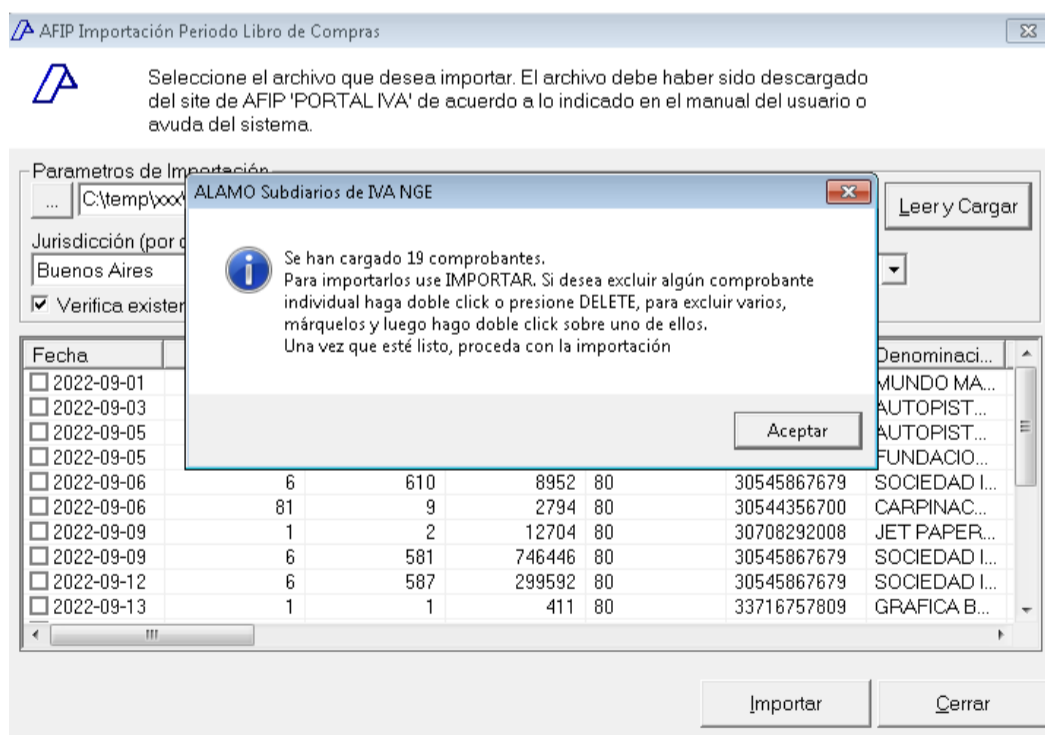 AFIP Importación Periodo Libro de Compras
Seleccione el archivo que desea importar. El archivo debe haber sido descargado
del site de AFIP 'PORTAL IVA' de acuerdo a lo indicado en el manual del usuario o
ayuda del sistema.
Parametros de Importación
... C:\temp\xxx\
Leer y Cargar
ALAMO Subdiarios de IVA NGE
Se han cargado 19 comprobantes.
Para importarlos use IMPORTAR. Si desea excluir algún comprobante
individual haga doble click o presione DELETE, para excluir varios,
márquelos y luego hago doble click sobre uno de ellos.
Una vez que esté listo, proceda con la importación
Aceptar
Jurisdicción (por
Buenos Aires
Verifica
Fecha Denominaci...
2022-09-01 MUNDO MA...
2022-09-03 AUTOPIST...
2022-09-05 AUTOPIST...
2022-09-05 FUNDACIO...
2022-09-06 6 610 8952 80 30545867679 SOCIEDAD I...
2022-09-06 81 9 2794 80 30544356700 CARPINAC...
2022-09-09 1 2 12704 80 30708292008 JET PAPER...
2022-09-09 6 581 746446 80 30545867679 SOCIEDAD I...
2022-09-12 6 587 299592 80 30545867679 SOCIEDAD I...
2022-09-13 1 1 411 80 33716757809 GRAFICA B...
Importar Cerrar